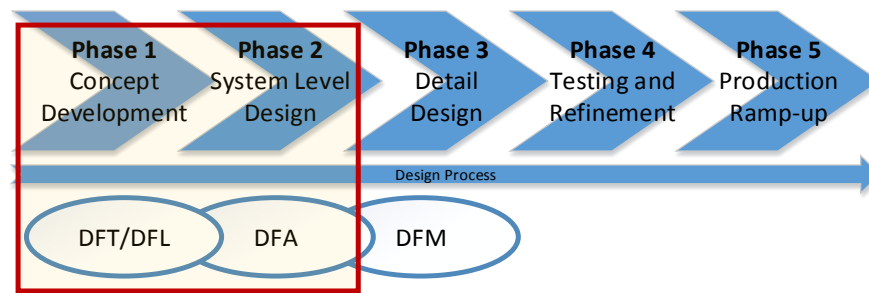 Phase 1
Concept
Development
Phase 2
System Level
Design
Phase 3
Detail
Design
Phase 4
Testing and
Refinement
Phase 5
Production
Ramp-up
Design Process
DFT/DFL
DFA
DFM